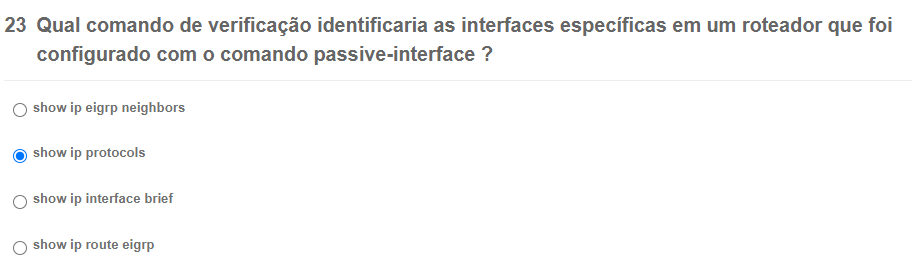 23 Qual comando de verificação identificaria as interfaces específicas em um roteador que foi
configurado com o comando passive-interface ?
show ip eigrp neighbors
show ip protocols
show ip interface brief
show ip route eigrp